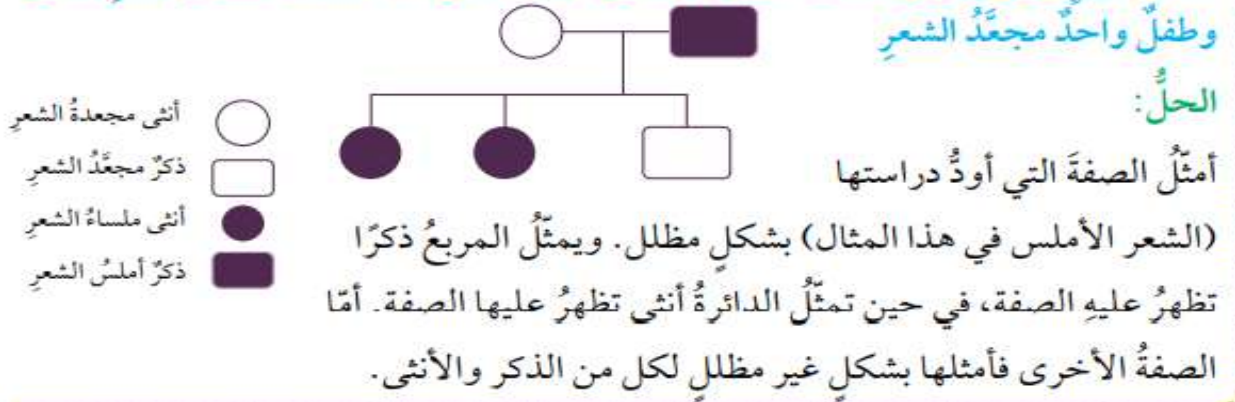 وطفلٌ واحدٌ مجعَّدُ الشعرِ
الحلُّ:
أنثى مجعدةُ الشعرِ
ذكرٌ مجعَّدُ الشعرِ
أنثى ملساءُ الشعرِ
ذكرٌ أملسُ الشعرِ
أمثّلُ الصفةَ التي أودُّ دراستها
(الشعر الأملس في هذا المثال) بشكلٍ مظلل. ويمثّلُ المربعُ ذكرًا
تظهرُ عليهِ الصفة، في حين تمثّلُ الدائرةُ أنثى تظهرُ عليها الصفة. أمّا
الصفةُ الأخرى فأمثلها بشكلٍ غير مظللٍ لكل من الذكر والأنثى.